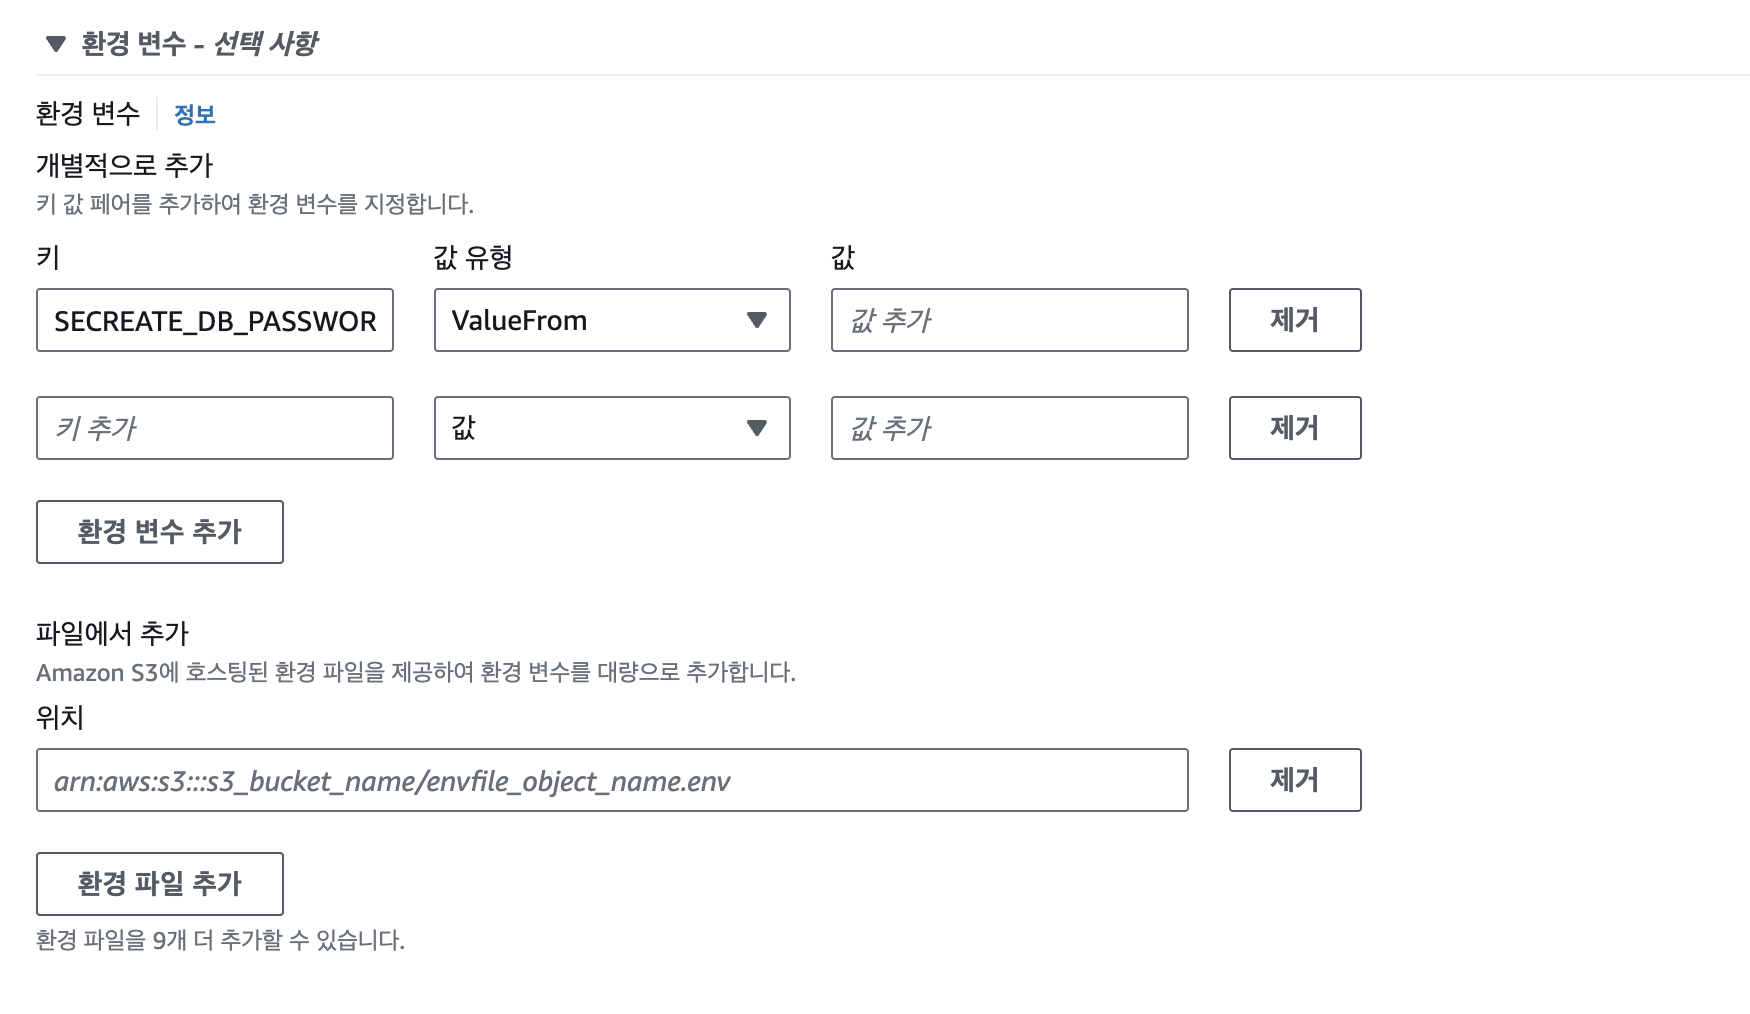 환경 변수 - 선택 사항
환경 변수 정보
개별적으로 추가
키 값 페어를 추가하여 환경 변수를 지정합니다.
키 값 유형 값
SECREATE_DB_PASSWOR ValueFrom 값 추가 제거
키 추가 값 값 추가 제거
환경 변수 추가
파일에서 추가
Amazon S3에 호스팅된 환경 파일을 제공하여 환경 변수를 대량으로 추가합니다.
위치
arn:aws:s3:::s3_bucket_name/envfile_object_name.env 제거
환경 파일 추가
환경 파일을 9개 더 추가할 수 있습니다.